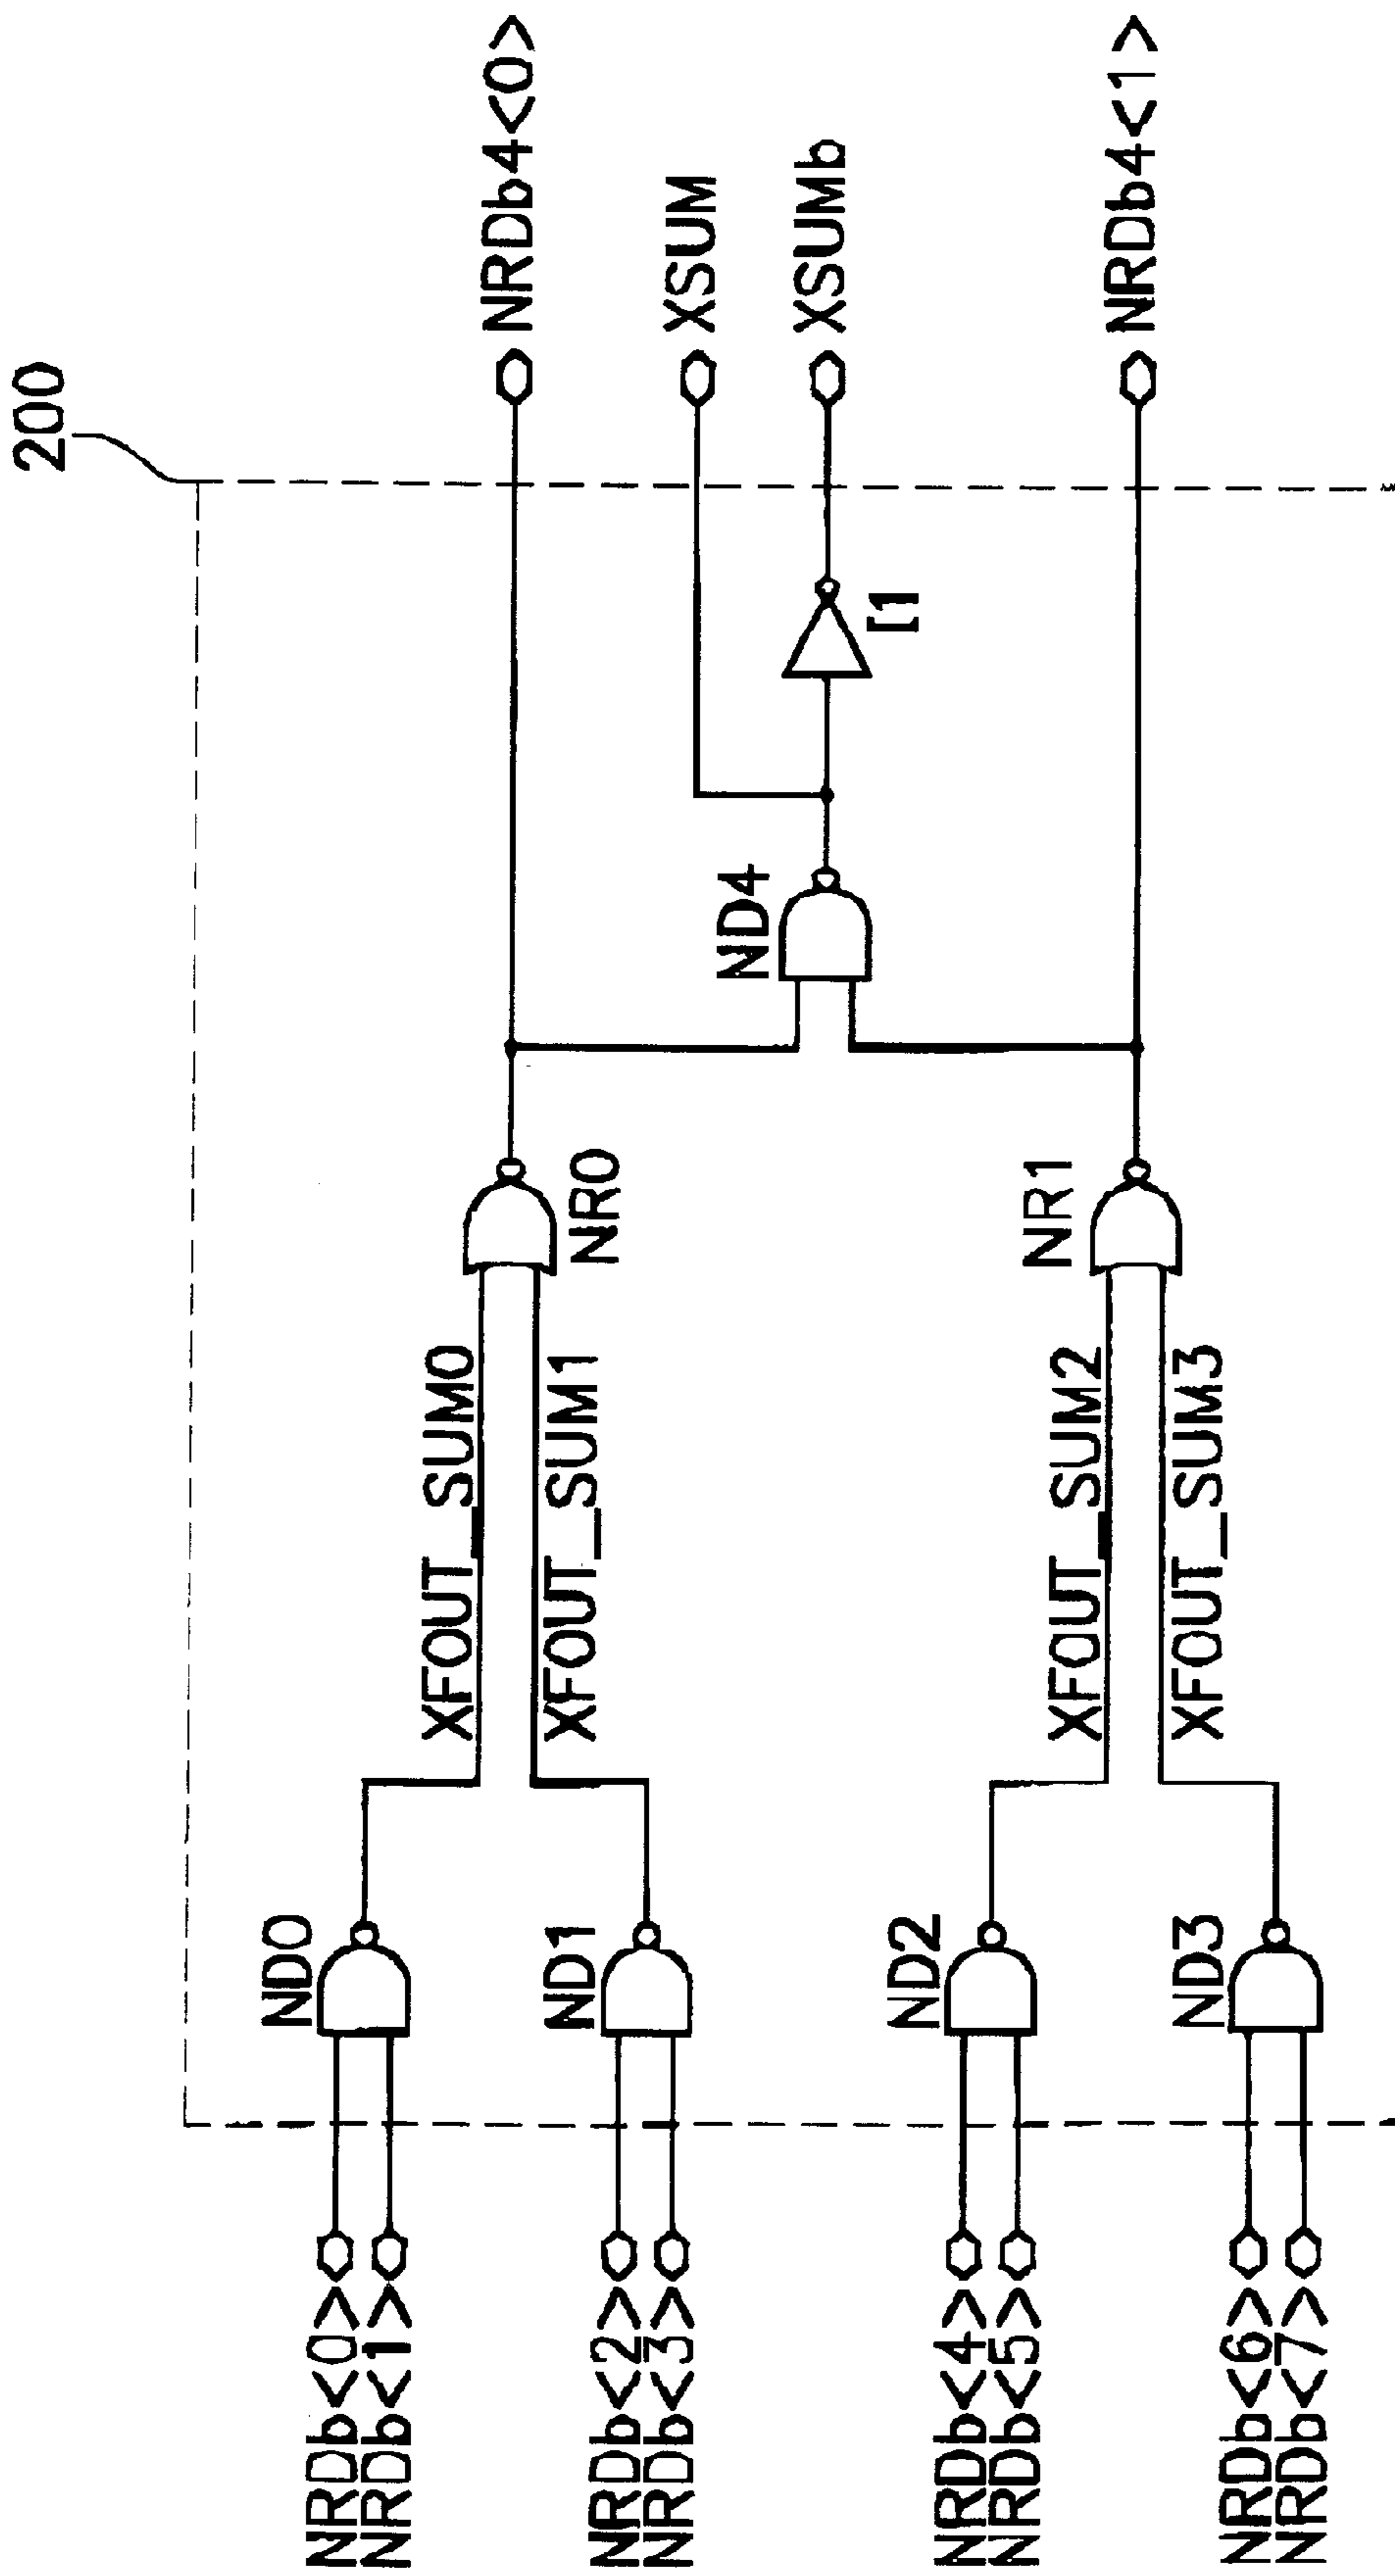 200
NRDb<0>
NRDb<1>
ND0
XFOUT_SUM0
XFOUT_SUM1
NR0
NRDb4<0>
NRDb<2>
NRDb<3>
ND1
ND4
XSUM
I1
XSUMb
NRDb<4>
NRDb<5>
ND2
XFOUT_SUM2
XFOUT_SUM3
NR1
NRDb4<1>
NRDb<6>
NRDb<7>
ND3